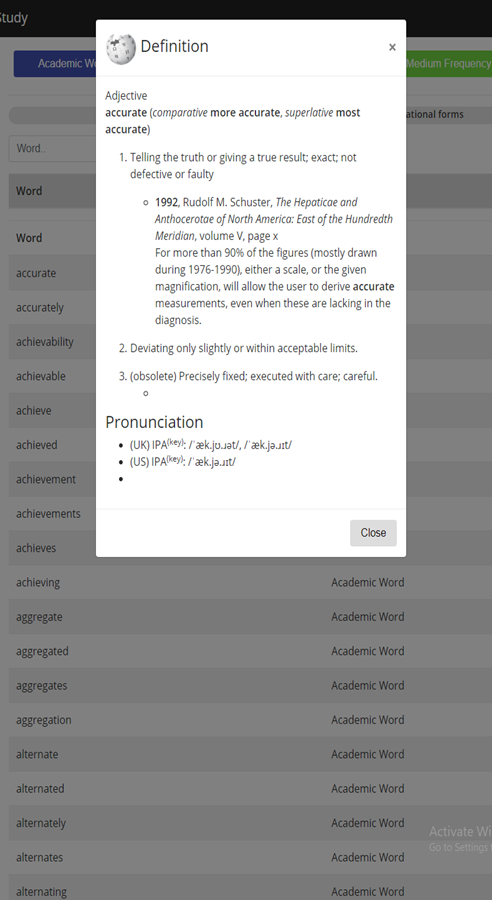 Study
Definition
×
Academic Wo
Medium Frequency
ational forms
Word..
Word
Word
Adjective
accurate (comparative more accurate, superlative most
accurate)
1. Telling the truth or giving a true result; exact; not
defective or faulty
1992, Rudolf M. Schuster, The Hepaticae and
Anthocerotae of North America: East of the Hundredth
Meridian, volume V, page x
For more than 90% of the figures (mostly drawn
during 1976-1990), either a scale, or the given
magnification, will allow the user to derive accurate
measurements, even when these are lacking in the
diagnosis.
2. Deviating only slightly or within acceptable limits.
3. (obsolete) Precisely fixed; executed with care; careful.
Pronunciation
(UK) IPA(key): /ˈæk.jʊ.ɹət/, /ˈæk.jə.ɹɪt/
(US) IPA(key): /ˈæk.jə.ɹɪt/
Close
accurate
accurately
achievability
achievable
achieve
achieved
achievement
achievements
achieves
achieving Academic Word
aggregate Academic Word
aggregated Academic Word
aggregates Academic Word
aggregation Academic Word
alternate Academic Word
alternated Academic Word
alternately Academic Word
alternates Academic Word
alternating Academic Word
Activate Wi
Go to Settings